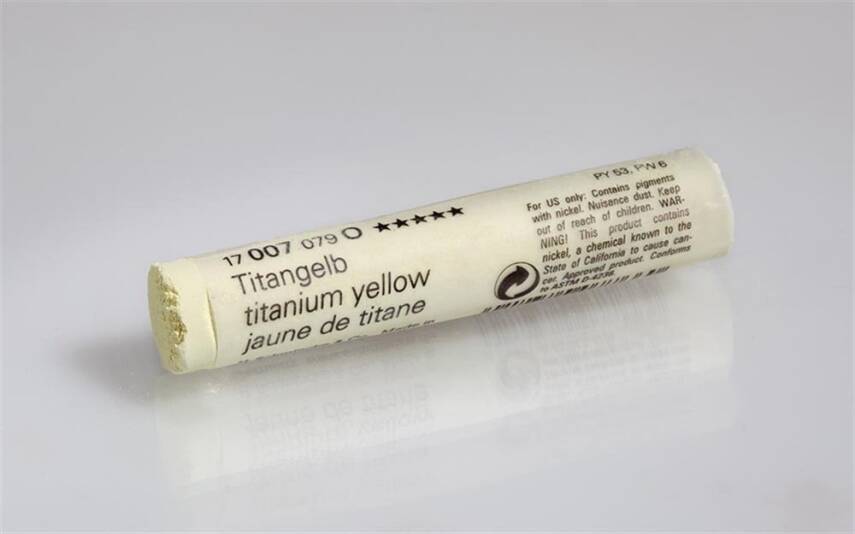 17 007 079 O ★★★★★
Titangelb
titanium yellow
jaune de titane
PY 53, PW 6
For US only: Contains pigments
with nickel. Nuisance dust. Keep
out of reach of children. WAR-
NING! This product contains
nickel, a chemical known to the
State of California to cause can-
cer. Approved product. Conforms
to ASTM D-4236.